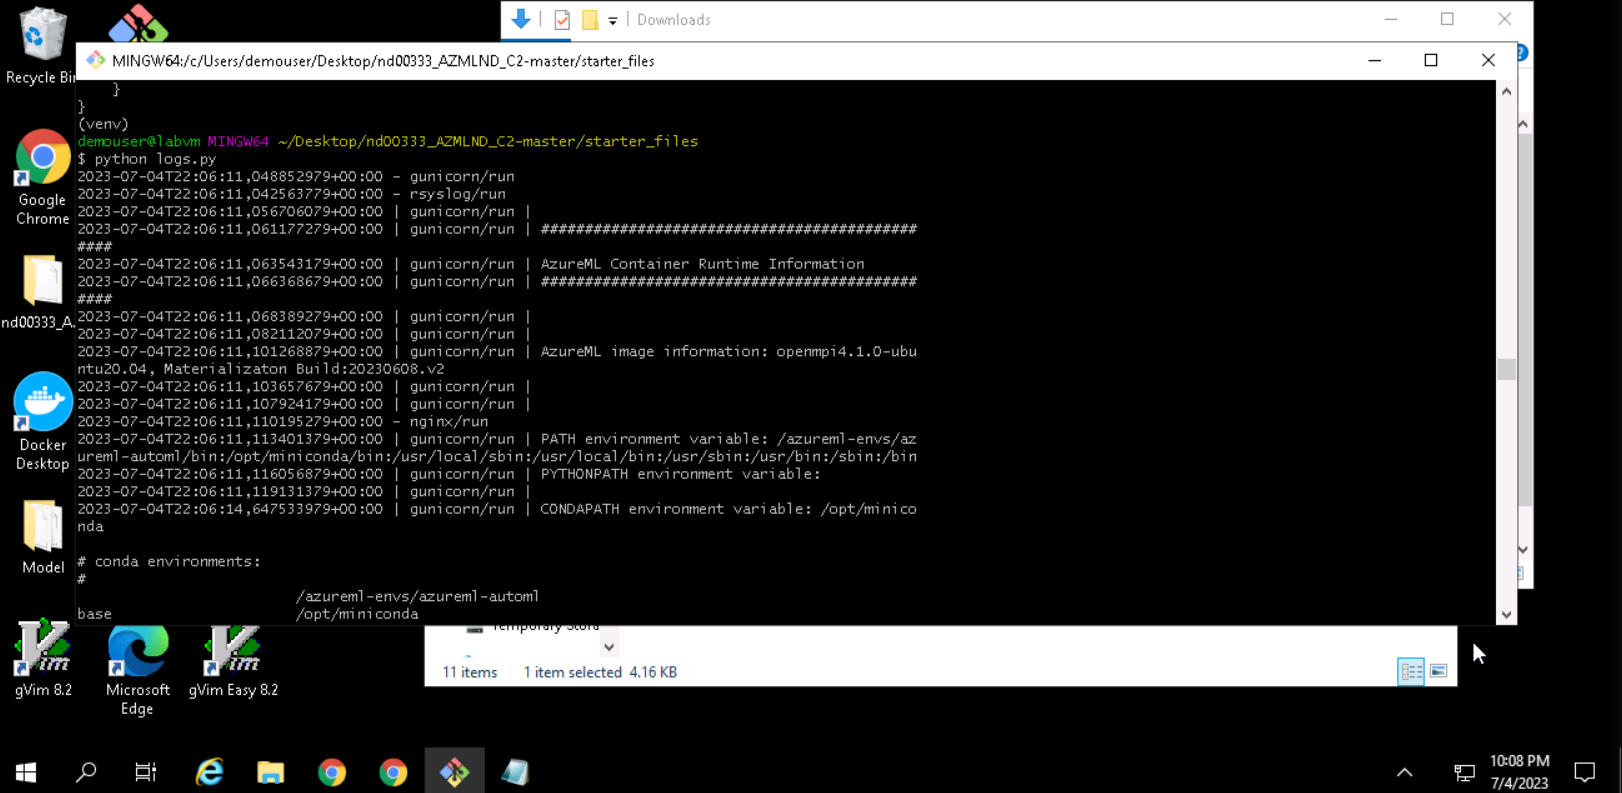 Downloads
Recycle Bin
MINGW64:/c/Users/demouser/Desktop/nd00333_AZMLND_C2-master/starter_files
}
}
(venv)
demouser@labvm MINGW64 ~/Desktop/nd00333_AZMLND_C2-master/starter_files
$ python logs.py
2023-07-04T22:06:11,048852979+00:00 - gunicorn/run
2023-07-04T22:06:11,042563779+00:00 - rsyslog/run
2023-07-04T22:06:11,056706079+00:00 | gunicorn/run |
2023-07-04T22:06:11,061177279+00:00 | gunicorn/run | ###########################################
####
2023-07-04T22:06:11,063543179+00:00 | gunicorn/run | AzureML Container Runtime Information
2023-07-04T22:06:11,066368679+00:00 | gunicorn/run | ###########################################
####
2023-07-04T22:06:11,068389279+00:00 | gunicorn/run |
2023-07-04T22:06:11,082112079+00:00 | gunicorn/run |
2023-07-04T22:06:11,101268879+00:00 | gunicorn/run | AzureML image information: openmpi4.1.0-ubu
ntu20.04, Materializaton Build:20230608.v2
2023-07-04T22:06:11,103657679+00:00 | gunicorn/run |
2023-07-04T22:06:11,107924179+00:00 | gunicorn/run |
2023-07-04T22:06:11,110195279+00:00 - nginx/run
2023-07-04T22:06:11,113401379+00:00 | gunicorn/run | PATH environment variable: /azureml-envs/az
ureml-automl/bin:/opt/miniconda/bin:/usr/local/sbin:/usr/local/bin:/usr/sbin:/usr/bin:/sbin:/bin
2023-07-04T22:06:11,116056879+00:00 | gunicorn/run | PYTHONPATH environment variable:
2023-07-04T22:06:11,119131379+00:00 | gunicorn/run |
2023-07-04T22:06:14,647533979+00:00 | gunicorn/run | CONDAPATH environment variable: /opt/minico
nda
# conda environments:
#
/azureml-envs/azureml-automl
base /opt/miniconda
Google
Chrome
nd00333_A...
Docker
Desktop
Model
gVim 8.2
Microsoft
Edge
gVim Easy 8.2
Temporary Stora
11 items 1 item selected 4.16 KB
10:08 PM
7/4/2023